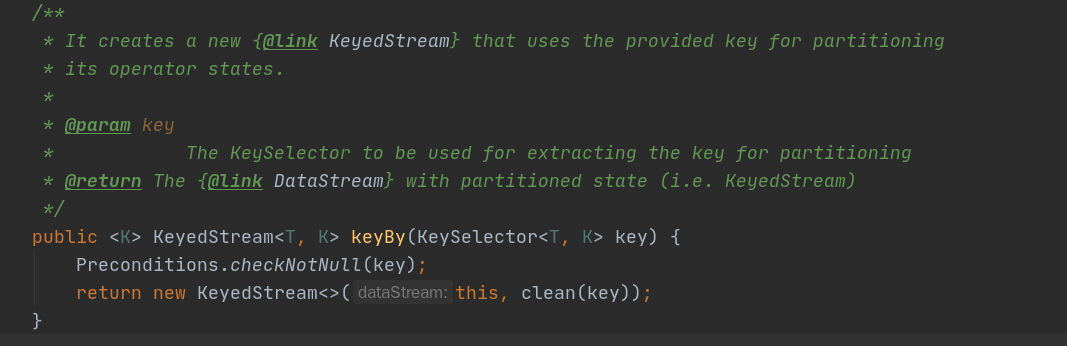 /**
 * It creates a new {@link KeyedStream} that uses the provided key for partitioning
 * its operator states.
 *
 * @param key
 *            The KeySelector to be used for extracting the key for partitioning
 * @return The {@link DataStream} with partitioned state (i.e. KeyedStream)
 */
public <K> KeyedStream<T, K> keyBy(KeySelector<T, K> key) {
    Preconditions.checkNotNull(key);
    return new KeyedStream<>( dataStream: this, clean(key));
}